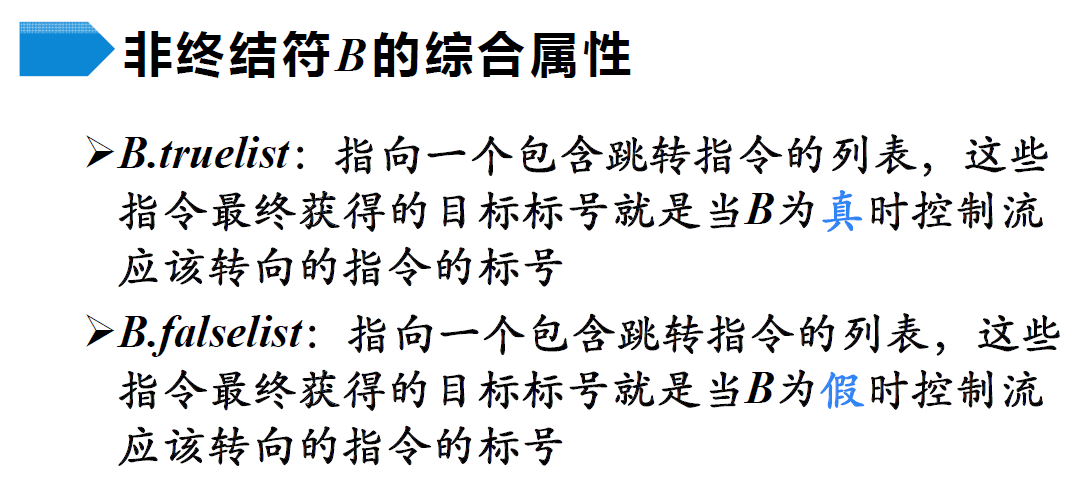 非终结符B的综合属性
➢B.truelist：指向一个包含跳转指令的列表，这些
指令最终获得的目标标号就是当B为真时控制流
应该转向的指令的标号
➢B.falselist：指向一个包含跳转指令的列表，这些
指令最终获得的目标标号就是当B为假时控制流
应该转向的指令的标号